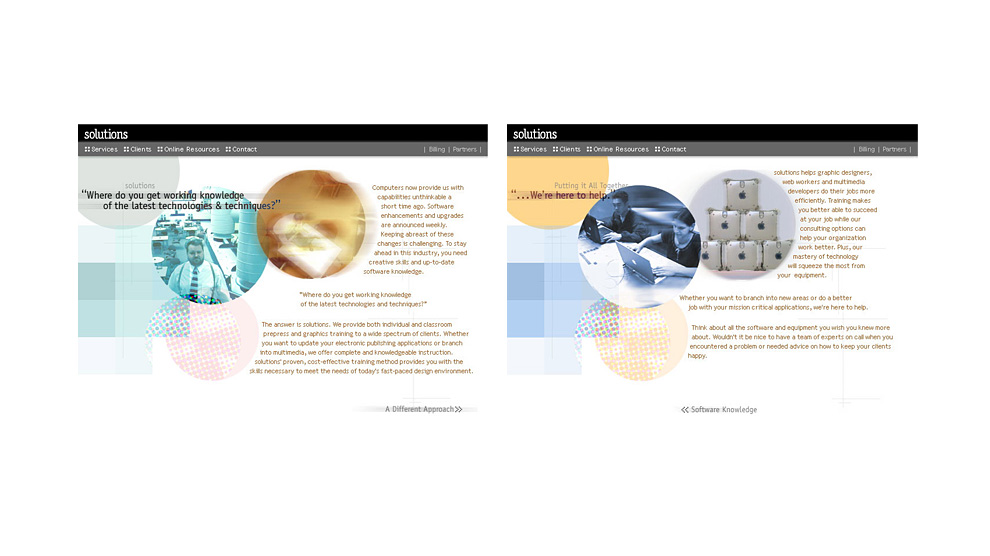 solutions
Services Clients Online Resources Contact | Billing | Partners |
solutions
“Where do you get working knowledge
of the latest technologies & techniques?”
Computers now provide us with
capabilities unthinkable a
short time ago. Software
enhancements and upgrades
are announced weekly.
Keeping abreast of these
changes is challenging. To stay
ahead in this industry, you need
creative skills and up-to-date
software knowledge.
“Where do you get working knowledge
of the latest technologies & techniques?”
The answer is solutions. We provide both individual and classroom
prepress and graphics training to a wide spectrum of clients. Whether
you want to update your electronic publishing applications or branch
into multimedia, we offer complete and knowledgeable instruction.
solutions' proven, cost-effective training method provides you with the
skills necessary to meet the needs of today's fast-paced design environment.
A Different Approach
solutions
Services Clients Online Resources Contact | Billing | Partners |
Putting it All Together
“...We're here to help.”
solutions helps graphic designers,
web workers and multimedia
developers do their jobs more
efficiently. Training makes
you better able to succeed
at your job while our
consulting options can
help your organization
work better. Plus, our
mastery of technology
will squeeze the most from
your equipment.
Whether you want to branch into new areas or do a better
job with your mission critical applications, we're here to help.
Think about all the software and equipment you wish you knew more
about. Wouldn't it be nice to have a team of experts on call when you
encountered a problem or needed advice on how to keep your clients
happy.
Software Knowledge